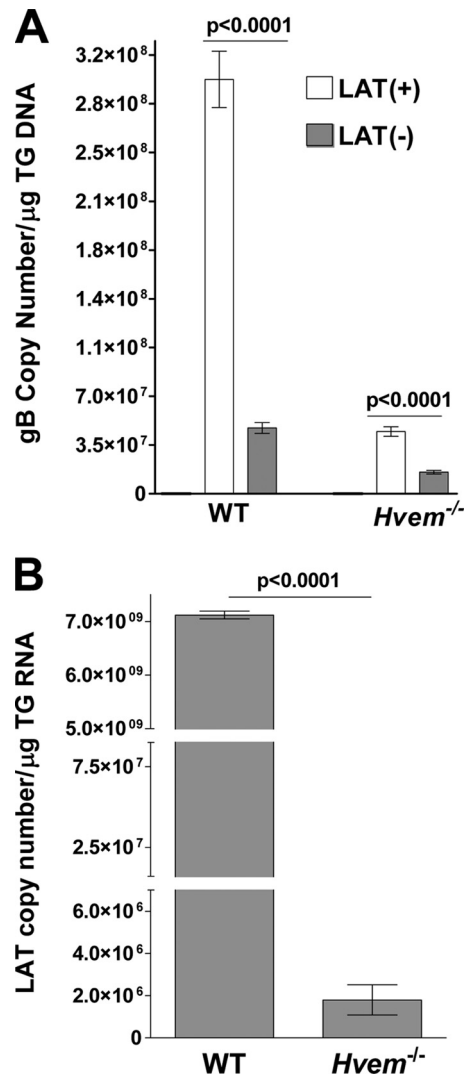 A
p<0.0001
3.2×10⁸
2.8×10⁸
2.5×10⁸
2.1×10⁸
1.8×10⁸
1.4×10⁸
1.1×10⁸
7.0×10⁷
3.5×10⁷
0
gB Copy Number/μg TG DNA
LAT(+)
LAT(-)
p<0.0001
WT
Hvem⁻/⁻
B
p<0.0001
7.0×10⁰⁹
6.0×10⁰⁹
5.0×10⁰⁹
7.5×10⁷
2.5×10⁷
6.0×10⁶
4.0×10⁶
2.0×10⁶
0
LAT copy number/μg TG RNA
WT
Hvem⁻/⁻